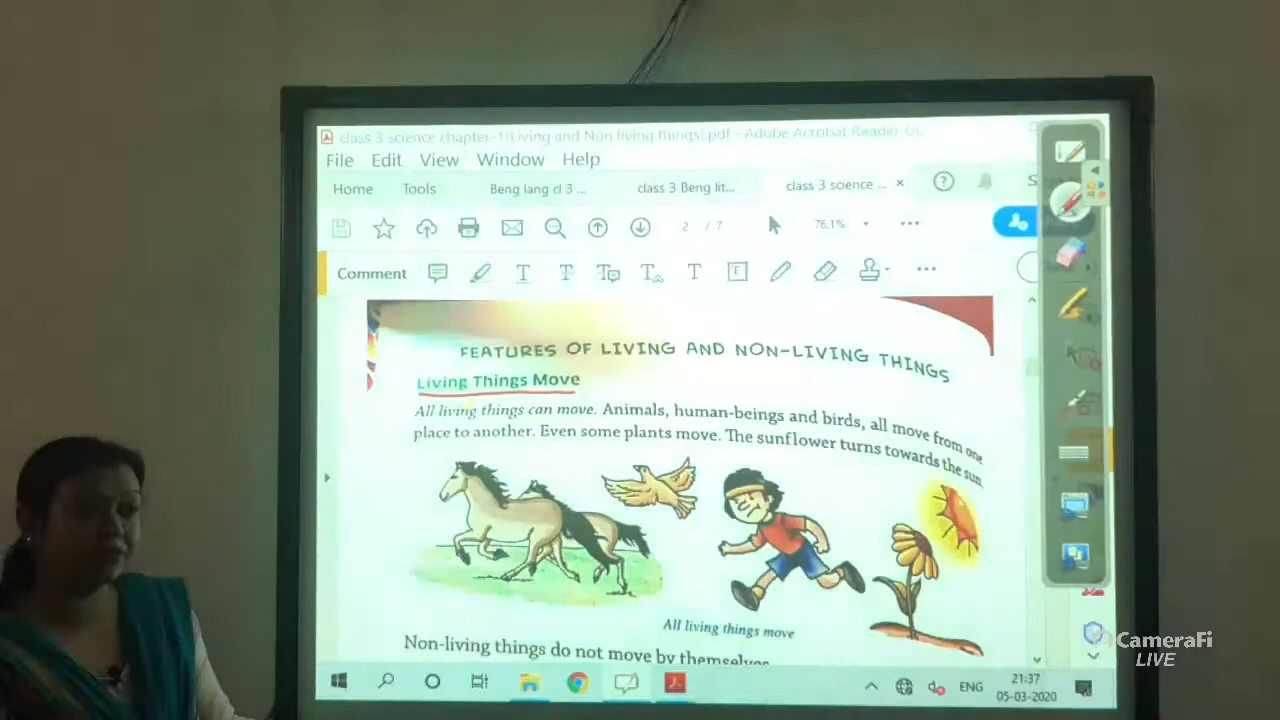 class 3 science chapter-1(Living and Non living things).pdf - Adobe Acrobat Reader DC
File Edit View Window Help
Home Tools Beng lang cl 3 ... class 3 Beng lit... class 3 science ...
2 / 7 76.1%
Comment
FEATURES OF LIVING AND NON-LIVING THINGS
Living Things Move
All living things can move. Animals, human-beings and birds, all move from one
place to another. Even some plants move. The sunflower turns towards the sun.
All living things move
Non-living things do not move by themselves
CameraFi
LIVE
ENG
21:37
05-03-2020